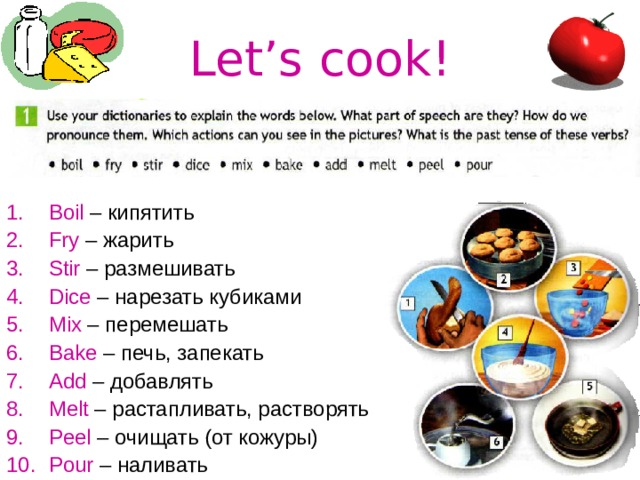 Let’s cook!
1 Use your dictionaries to explain the words below. What part of speech are they? How do we
pronounce them. Which actions can you see in the pictures? What is the past tense of these verbs?
• boil • fry • stir • dice • mix • bake • add • melt • peel • pour
1. Boil – кипятить
2. Fry – жарить
3. Stir – размешивать
4. Dice – нарезать кубиками
5. Mix – перемешать
6. Bake – печь, запекать
7. Add – добавлять
8. Melt – растапливать, растворять
9. Peel – очищать (от кожуры)
10. Pour – наливать
2
3
1
4
5
6